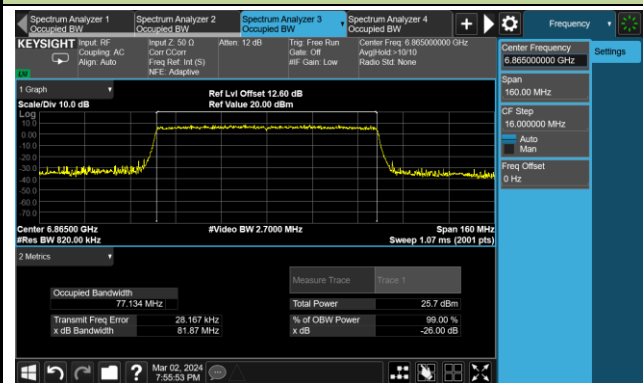 Spectrum Analyzer 1
Occupied BW
Spectrum Analyzer 2
Occupied BW
Spectrum Analyzer 3
Occupied BW
Spectrum Analyzer 4
Occupied BW
Frequency
KEYSIGHT
Input: RF
Coupling: AC
Align: Auto
Input Z: 50 Ω
Corr CCorr
Freq Ref: Int (S)
NFE: Adaptive
Atten: 12 dB
Trig: Free Run
Gate: Off
#IF Gain: Low
Center Freq: 6.865000000 GHz
Avg|Hold:>10/10
Radio Std: None
Center Frequency
6.865000000 GHz
Settings
Span
160.00 MHz
CF Step
16.000000 MHz
Auto
Man
Freq Offset
0 Hz
1 Graph
Scale/Div 10.0 dB
Ref Lvl Offset 12.60 dB
Ref Value 20.00 dBm
Log
10.0
0.00
-10.0
-20.0
-30.0
-40.0
-50.0
-60.0
-70.0
Center 6.86500 GHz
#Res BW 820.00 kHz
#Video BW 2.7000 MHz
Span 160 MHz
Sweep 1.07 ms (2001 pts)
2 Metrics
Measure Trace
Trace 1
Occupied Bandwidth
77.134 MHz
Total Power
25.7 dBm
Transmit Freq Error
28.167 kHz
% of OBW Power
99.00 %
x dB Bandwidth
81.87 MHz
x dB
-26.00 dB
Mar 02, 2024
7:55:53 PM